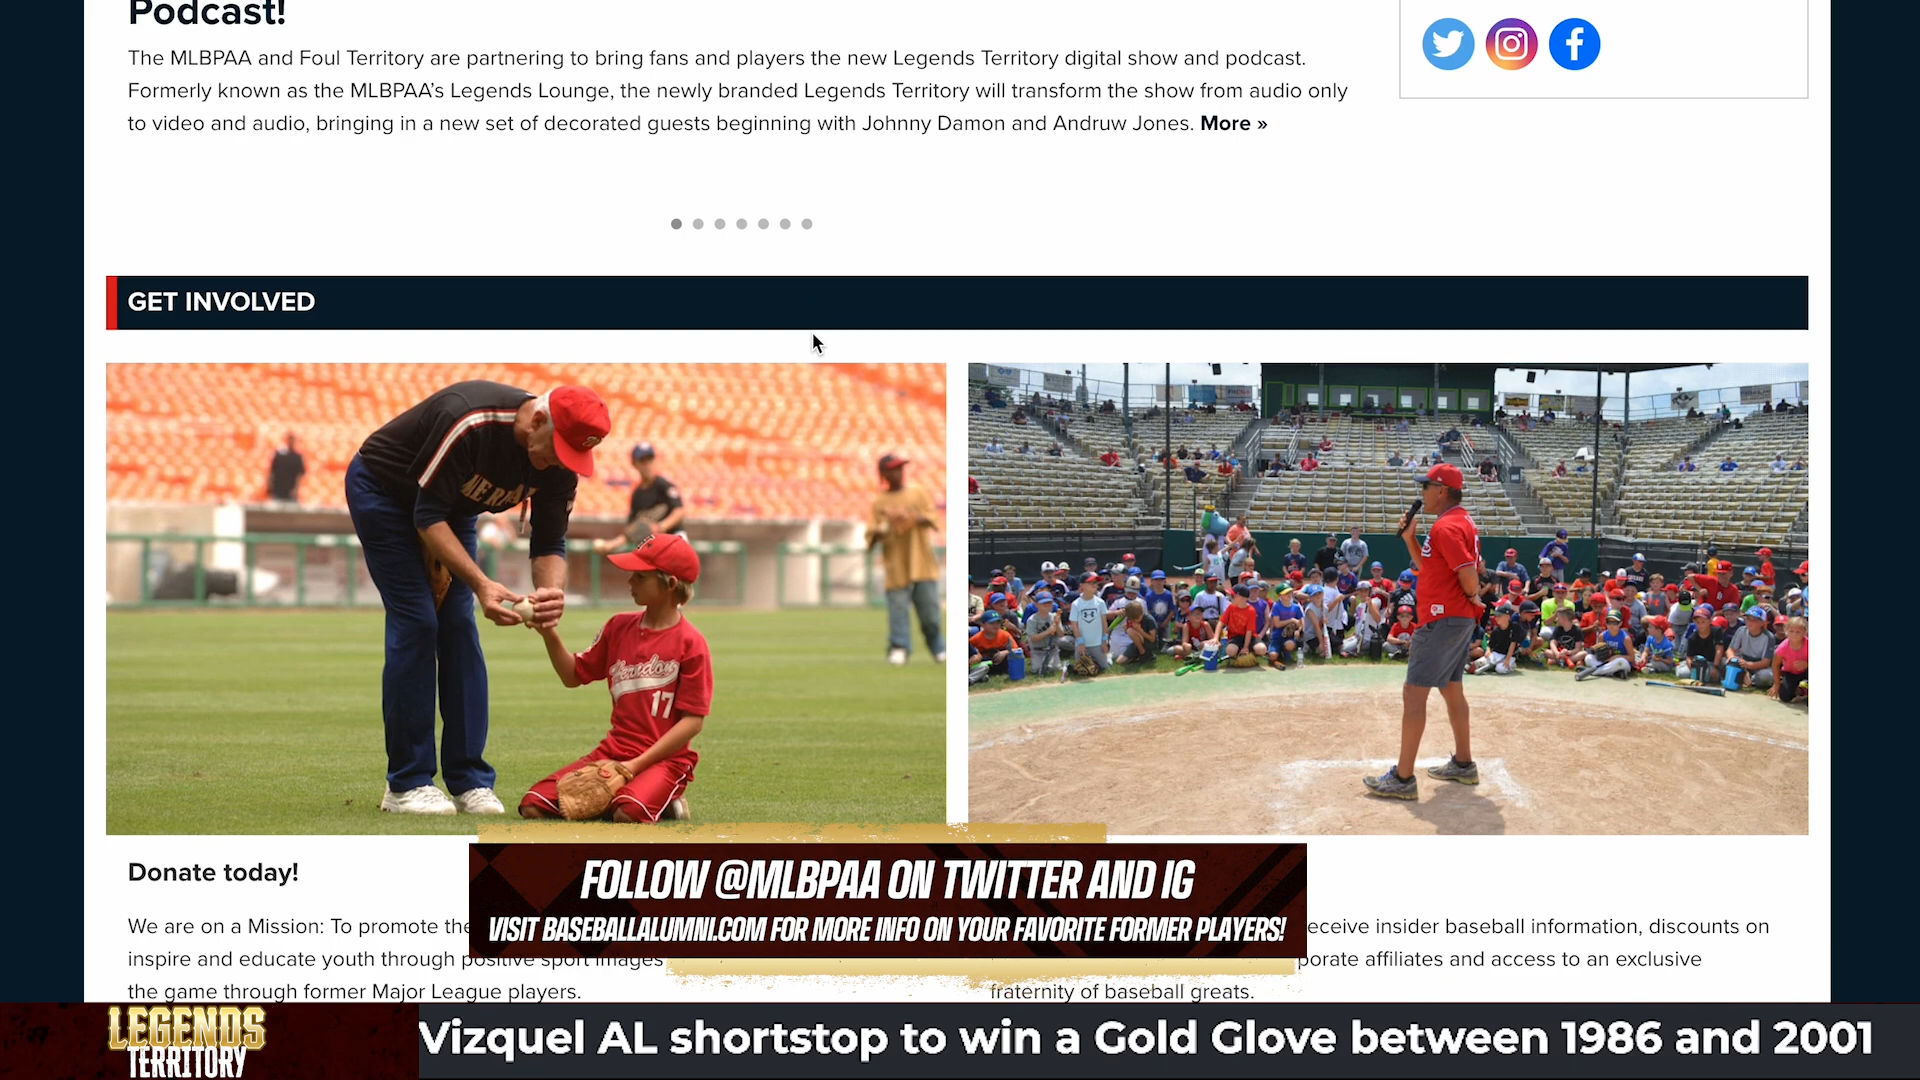 Podcast!
The MLBPAA and Foul Territory are partnering to bring fans and players the new Legends Territory digital show and podcast.
Formerly known as the MLBPAA's Legends Lounge, the newly branded Legends Territory will transform the show from audio only
to video and audio, bringing in a new set of decorated guests beginning with Johnny Damon and Andruw Jones. More »
GET INVOLVED
Herndon
17
Donate today!
We are on a Mission: To promote the
inspire and educate youth through positive sport images
the game through former Major League players.
eceive insider baseball information, discounts on
porate affiliates and access to an exclusive
fraternity of baseball greats.
FOLLOW @MLBPAA ON TWITTER AND IG
VISIT BASEBALLALUMNI.COM FOR MORE INFO ON YOUR FAVORITE FORMER PLAYERS!
LEGENDS
TERRITORY
Vizquel AL shortstop to win a Gold Glove between 1986 and 2001